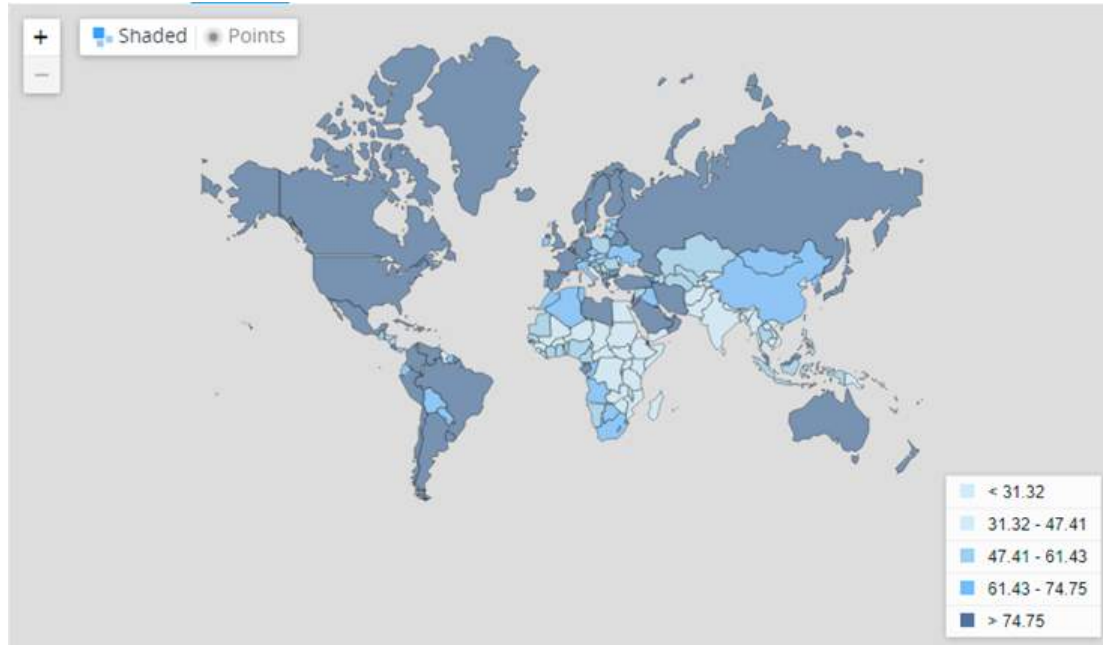 +
−
Shaded
Points
< 31.32
31.32 - 47.41
47.41 - 61.43
61.43 - 74.75
> 74.75